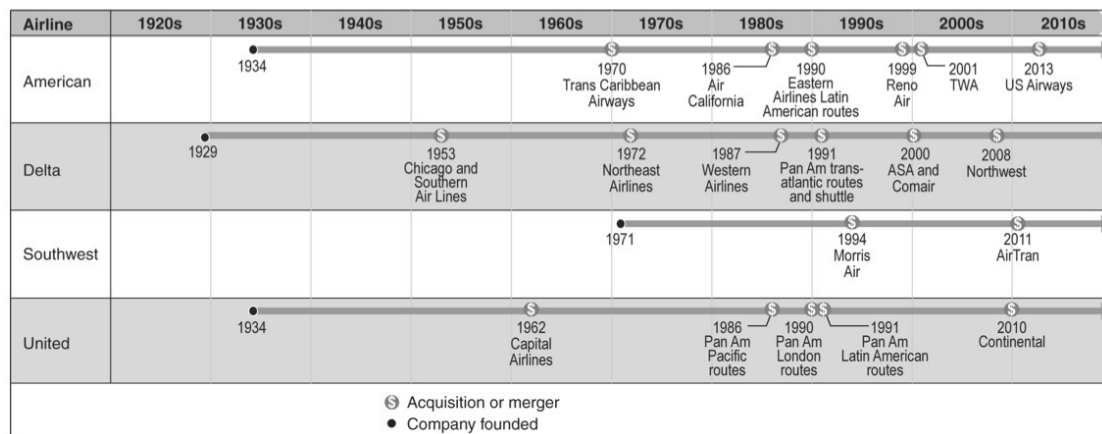 Airline 1920s 1930s 1940s 1950s 1960s 1970s 1980s 1990s 2000s 2010s
American
1934
1970
Trans Caribbean
Airways
1986
Air
California
1990
Eastern
Airlines Latin
American routes
1999
Reno
Air
2001
TWA
2013
US Airways
Delta
1929
1953
Chicago and
Southern
Air Lines
1972
Northeast
Airlines
1987
Western
Airlines
1991
Pan Am trans-
atlantic routes
and shuttle
2000
ASA and
Comair
2008
Northwest
Southwest
1971
1994
Morris
Air
2011
AirTran
United
1934
1962
Capital
Airlines
1986
Pan Am
Pacific
routes
1990
Pan Am
London
routes
1991
Pan Am
Latin American
routes
2010
Continental
$ Acquisition or merger
Company founded